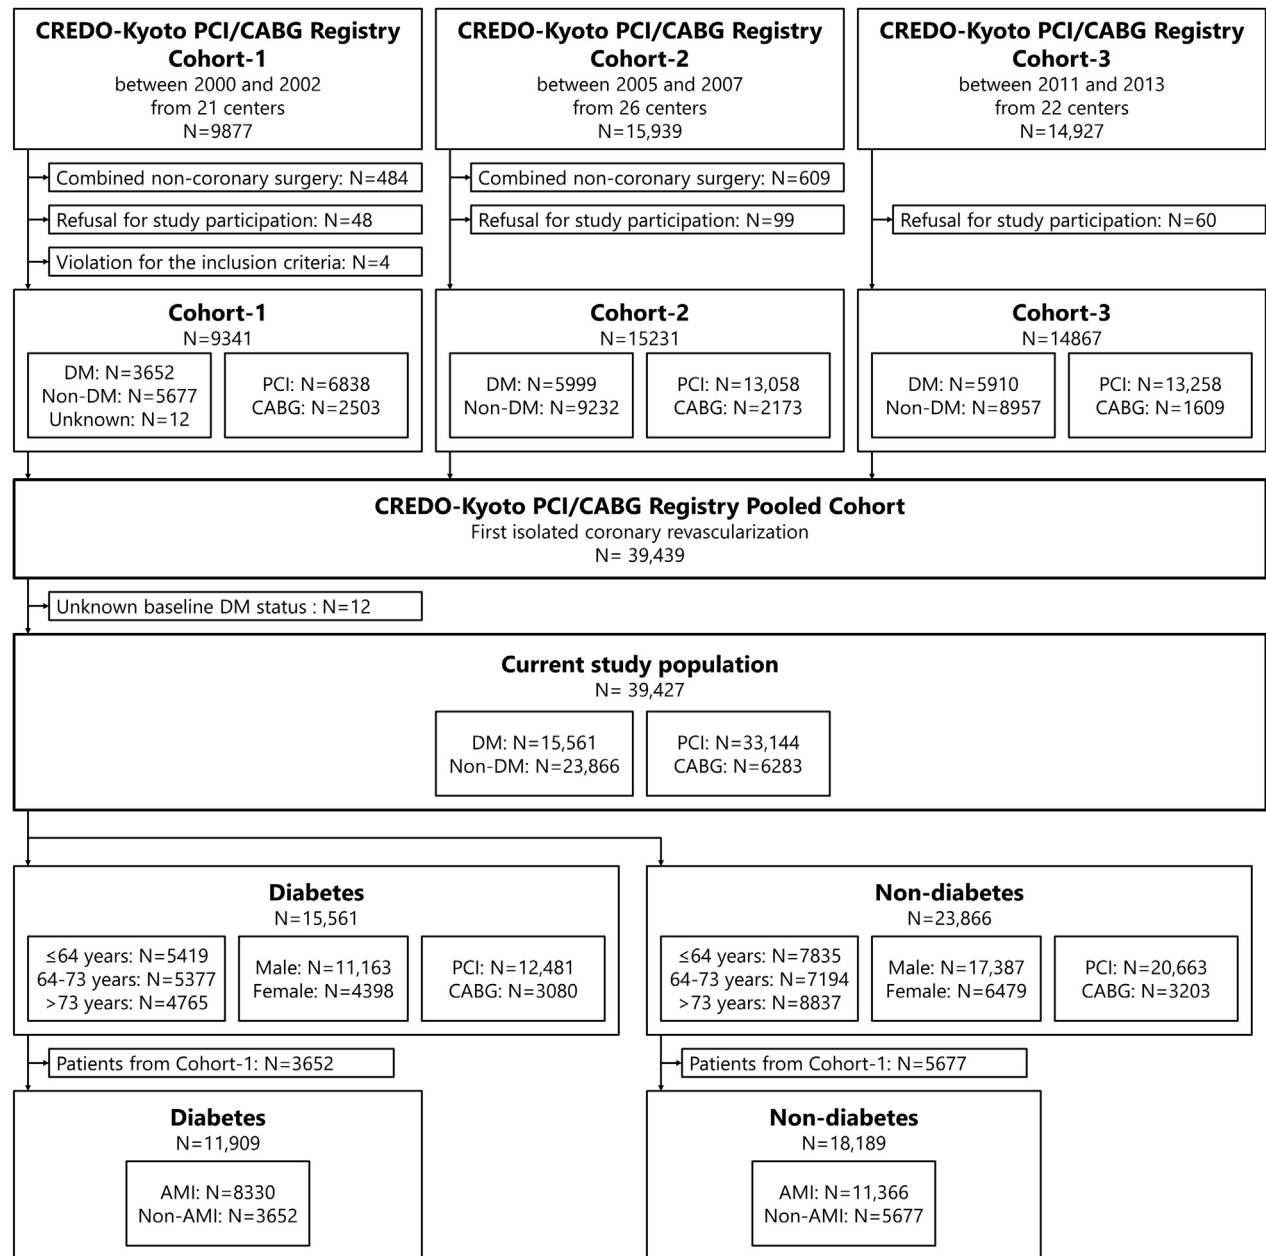 CREDO-Kyoto PCI/CABG Registry
Cohort-1
between 2000 and 2002
from 21 centers
N=9877
CREDO-Kyoto PCI/CABG Registry
Cohort-2
between 2005 and 2007
from 26 centers
N=15,939
CREDO-Kyoto PCI/CABG Registry
Cohort-3
between 2011 and 2013
from 22 centers
N=14,927
Combined non-coronary surgery: N=484
Combined non-coronary surgery: N=609
Refusal for study participation: N=48
Refusal for study participation: N=99
Refusal for study participation: N=60
Violation for the inclusion criteria: N=4
Cohort-1
N=9341
DM: N=3652
Non-DM: N=5677
Unknown: N=12
PCI: N=6838
CABG: N=2503
Cohort-2
N=15231
DM: N=5999
Non-DM: N=9232
PCI: N=13,058
CABG: N=2173
Cohort-3
N=14867
DM: N=5910
Non-DM: N=8957
PCI: N=13,258
CABG: N=1609
CREDO-Kyoto PCI/CABG Registry Pooled Cohort
First isolated coronary revascularization
N= 39,439
Unknown baseline DM status : N=12
Current study population
N= 39,427
DM: N=15,561
Non-DM: N=23,866
PCI: N=33,144
CABG: N=6283
Diabetes
N=15,561
≤64 years: N=5419
64-73 years: N=5377
>73 years: N=4765
Male: N=11,163
Female: N=4398
PCI: N=12,481
CABG: N=3080
Non-diabetes
N=23,866
≤64 years: N=7835
64-73 years: N=7194
>73 years: N=8837
Male: N=17,387
Female: N=6479
PCI: N=20,663
CABG: N=3203
Patients from Cohort-1: N=3652
Patients from Cohort-1: N=5677
Diabetes
N=11,909
AMI: N=8330
Non-AMI: N=3652
Non-diabetes
N=18,189
AMI: N=11,366
Non-AMI: N=5677